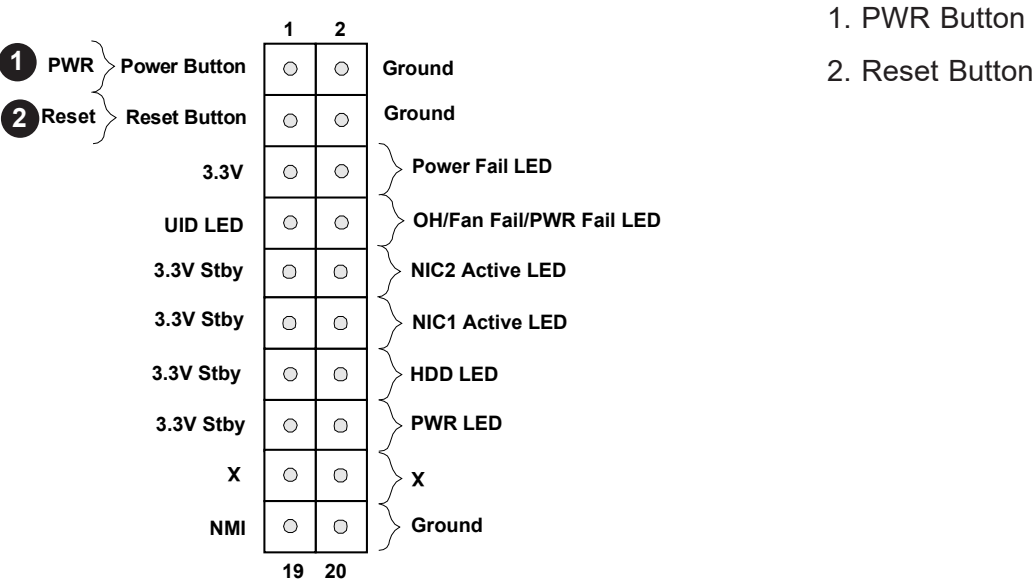 1 2
1. PWR Button
1 PWR Power Button Ground
2. Reset Button
2 Reset Reset Button Ground
3.3V Power Fail LED
UID LED OH/Fan Fail/PWR Fail LED
3.3V Stby NIC2 Active LED
3.3V Stby NIC1 Active LED
3.3V Stby HDD LED
3.3V Stby PWR LED
X X
NMI Ground
19 20